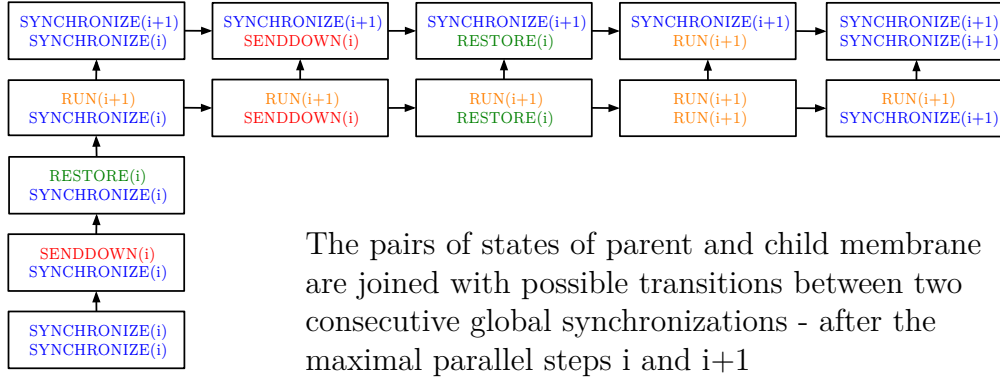 SYNCHRONIZE(i+1)
SYNCHRONIZE(i)
SYNCHRONIZE(i+1)
SENDDOWN(i)
SYNCHRONIZE(i+1)
RESTORE(i)
SYNCHRONIZE(i+1)
RUN(i+1)
SYNCHRONIZE(i+1)
SYNCHRONIZE(i+1)
RUN(i+1)
SYNCHRONIZE(i)
RUN(i+1)
SENDDOWN(i)
RUN(i+1)
RESTORE(i)
RUN(i+1)
RUN(i+1)
RUN(i+1)
SYNCHRONIZE(i+1)
RESTORE(i)
SYNCHRONIZE(i)
SENDDOWN(i)
SYNCHRONIZE(i)
SYNCHRONIZE(i)
SYNCHRONIZE(i)
The pairs of states of parent and child membrane
are joined with possible transitions between two
consecutive global synchronizations - after the
maximal parallel steps i and i+1